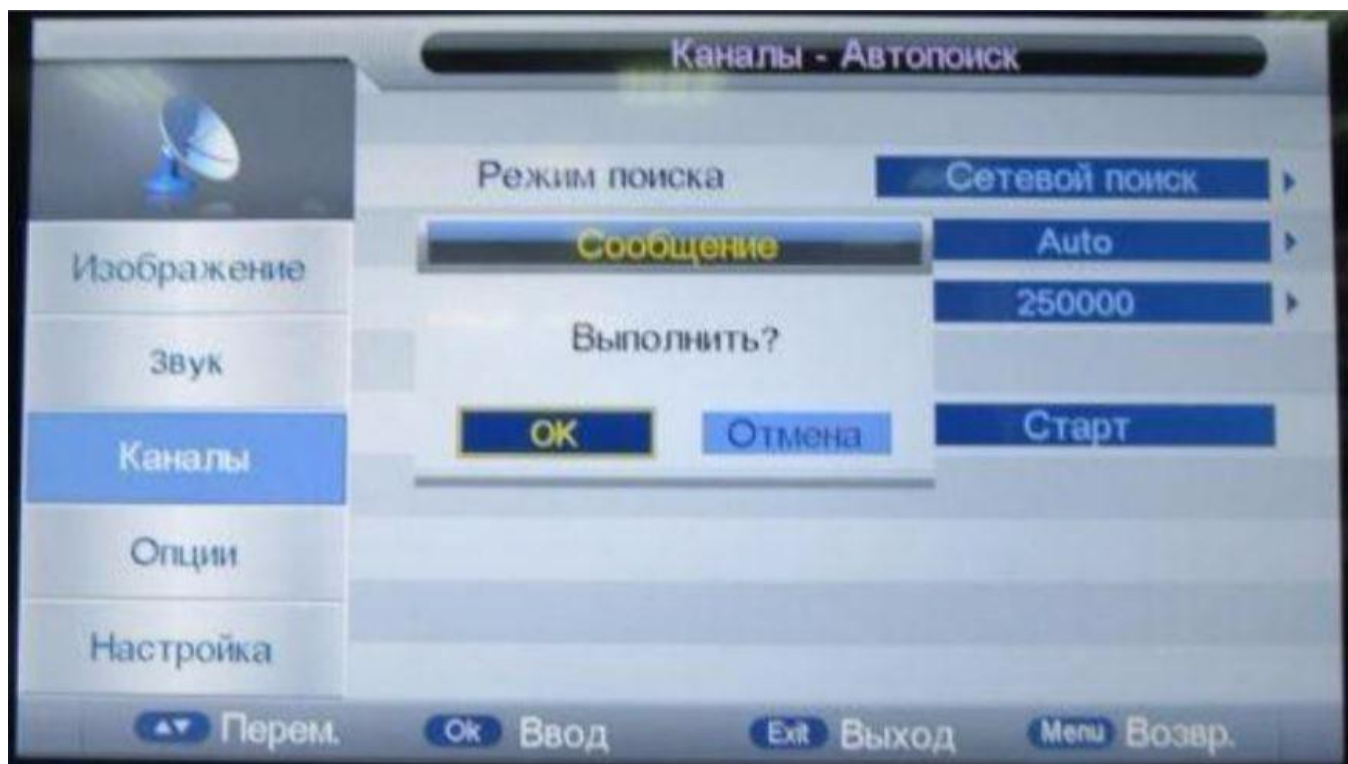 Каналы - Автопоиск
Режим поиска Сетевой поиск
Сообщение Auto
Изображение
250000
Выполнить?
Звук
OK Отмена Старт
Каналы
Опции
Настройка
Перем. Ok Ввод Exit Выход Menu Возвр.